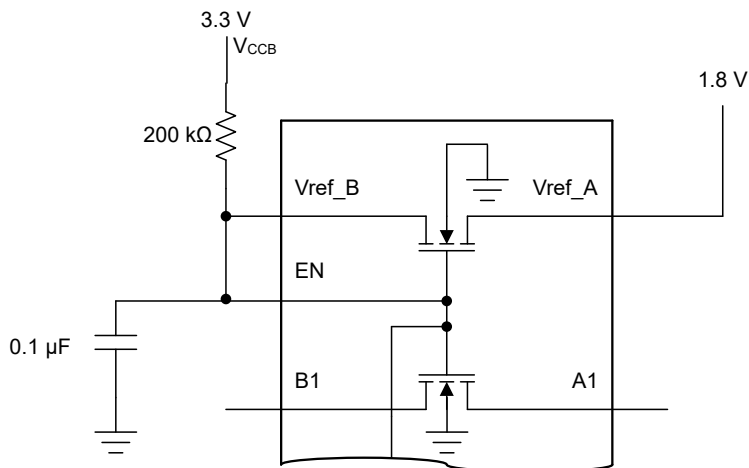 3.3 V
VCCB
1.8 V
200 kΩ
Vref_B
Vref_A
EN
0.1 µF
B1
A1